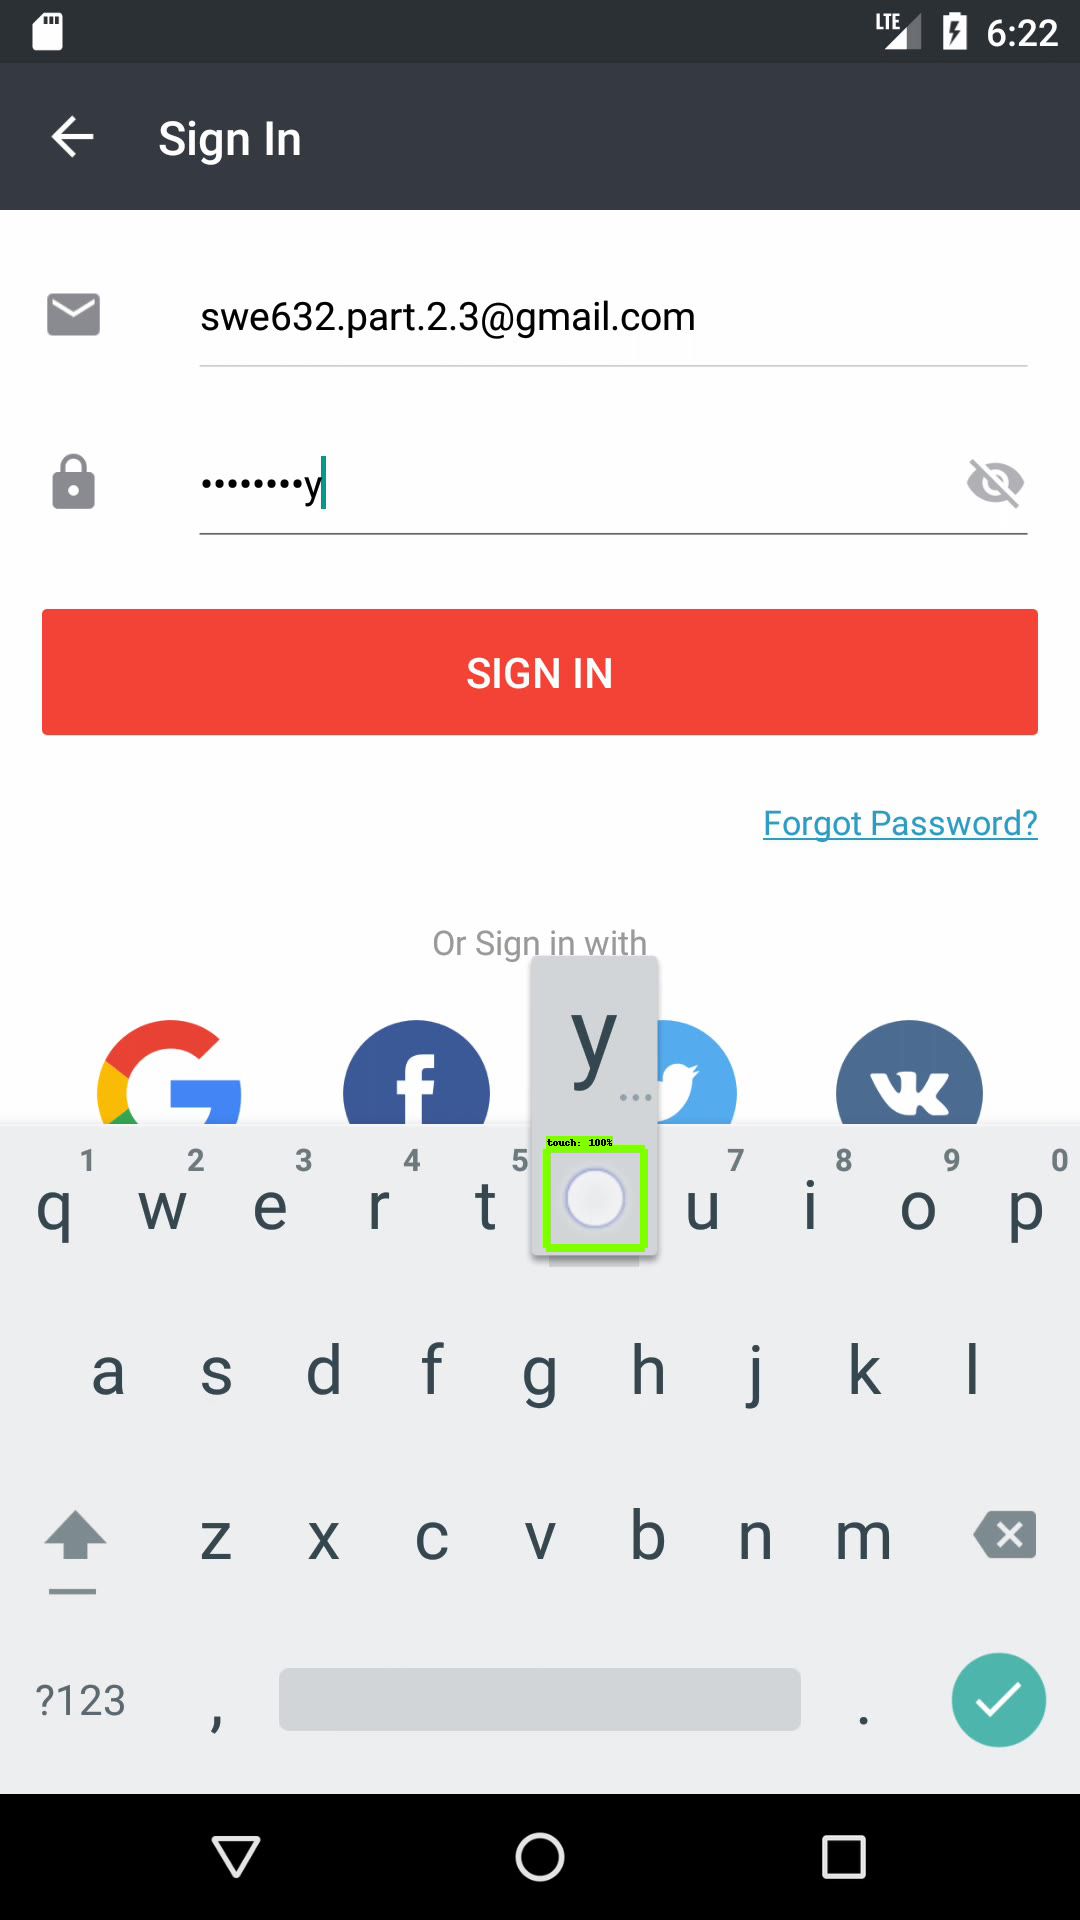 LTE 6:22
Sign In
swe632.part.2.3@gmail.com
••••••••y
SIGN IN
Forgot Password?
Or Sign in with
y
...
touch: 100%
1 2 3 4 5 7 8 9 0
q w e r t u i o p
a s d f g h j k l
z x c v b n m
?123 , .